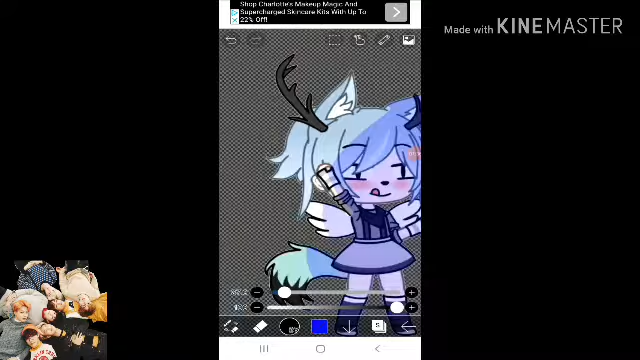 Shop Charlotte's Makeup Magic And
Supercharged Skincare Kits With Up To
22% Off!
Made with KINEMASTER
S